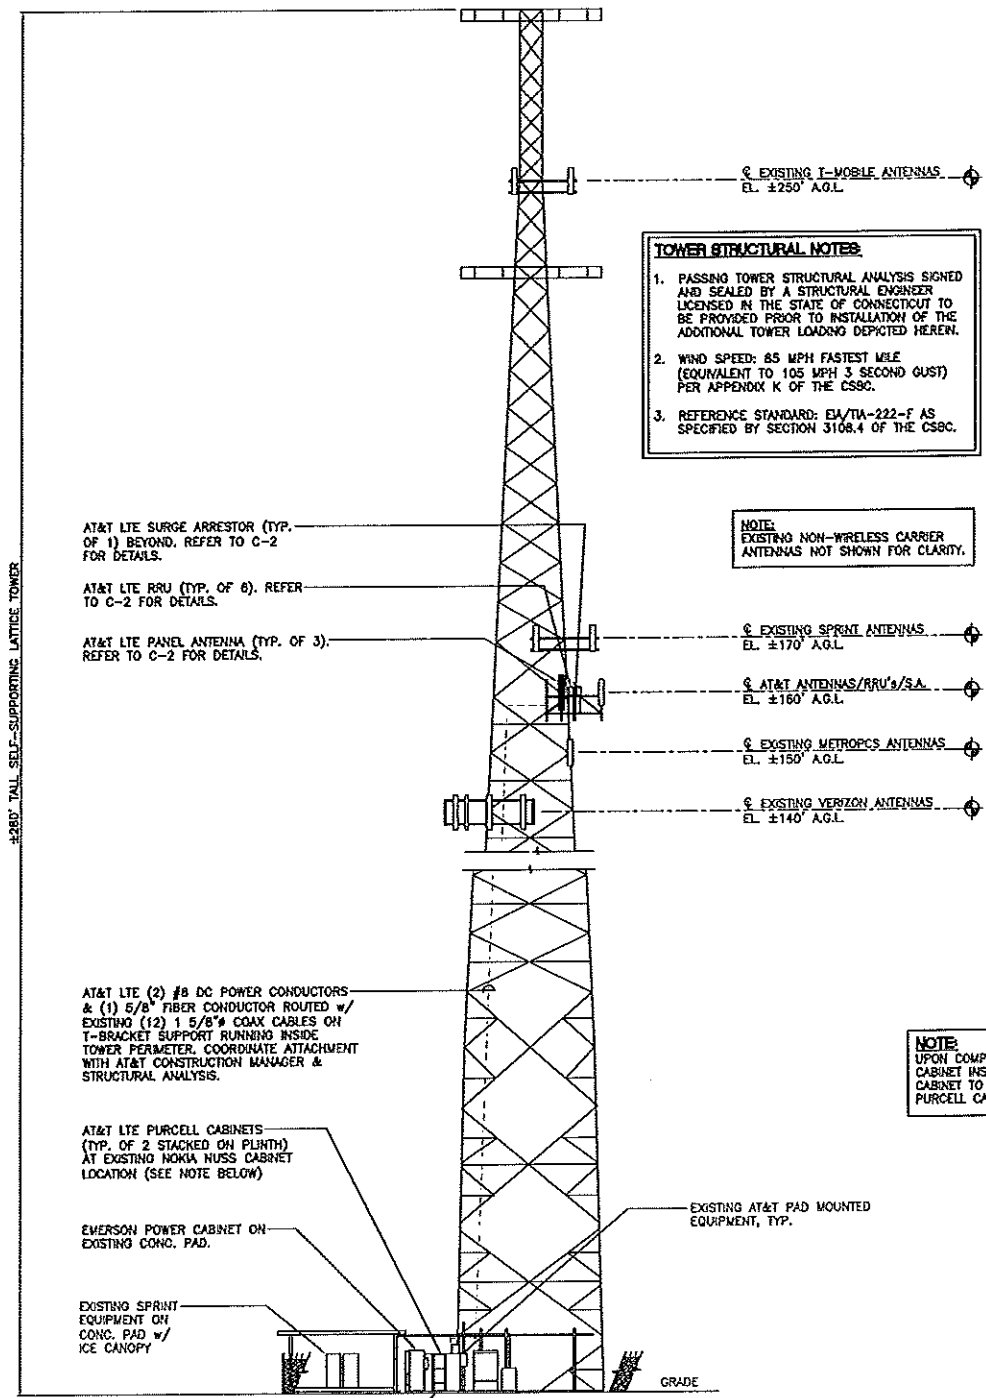 ℄ EXISTING T-MOBILE ANTENNAS
EL. ±250' A.G.L.
TOWER STRUCTURAL NOTES:
1. PASSING TOWER STRUCTURAL ANALYSIS SIGNED
AND SEALED BY A STRUCTURAL ENGINEER
LICENSED IN THE STATE OF CONNECTICUT TO
BE PROVIDED PRIOR TO INSTALLATION OF THE
ADDITIONAL TOWER LOADING DEPICTED HEREIN.
2. WIND SPEED: 85 MPH FASTEST MILE
(EQUIVALENT TO 105 MPH 3 SECOND GUST)
PER APPENDIX K OF THE CSBC.
3. REFERENCE STANDARD: EIA/TIA-222-F AS
SPECIFIED BY SECTION 3108.4 OF THE CSBC.
NOTE:
EXISTING NON-WIRELESS CARRIER
ANTENNAS NOT SHOWN FOR CLARITY.
AT&T LTE SURGE ARRESTOR (TYP.
OF 1) BEYOND. REFER TO C-2
FOR DETAILS.
AT&T LTE RRU (TYP. OF 6). REFER
TO C-2 FOR DETAILS.
AT&T LTE PANEL ANTENNA (TYP. OF 3).
REFER TO C-2 FOR DETAILS.
℄ EXISTING SPRINT ANTENNAS
EL. ±170' A.G.L.
℄ AT&T ANTENNAS/RRU's/S.A.
EL. ±160' A.G.L.
℄ EXISTING METROPCS ANTENNAS
EL. ±150' A.G.L.
℄ EXISTING VERIZON ANTENNAS
EL. ±140' A.G.L.
±280' TALL SELF-SUPPORTING LATTICE TOWER
AT&T LTE (2) #8 DC POWER CONDUCTORS
& (1) 5/8" FIBER CONDUCTOR ROUTED w/
EXISTING (12) 1 5/8"ø COAX CABLES ON
T-BRACKET SUPPORT RUNNING INSIDE
TOWER PERIMETER. COORDINATE ATTACHMENT
WITH AT&T CONSTRUCTION MANAGER &
STRUCTURAL ANALYSIS.
NOTE:
UPON COMP
CABINET INS
CABINET TO
PURCELL CA
AT&T LTE PURCELL CABINETS
(TYP. OF 2 STACKED ON PLINTH)
AT EXISTING NOKIA NUSS CABINET
LOCATION (SEE NOTE BELOW)
EXISTING AT&T PAD MOUNTED
EQUIPMENT, TYP.
EMERSON POWER CABINET ON
EXISTING CONC. PAD.
EXISTING SPRINT
EQUIPMENT ON
CONC. PAD w/
ICE CANOPY
GRADE